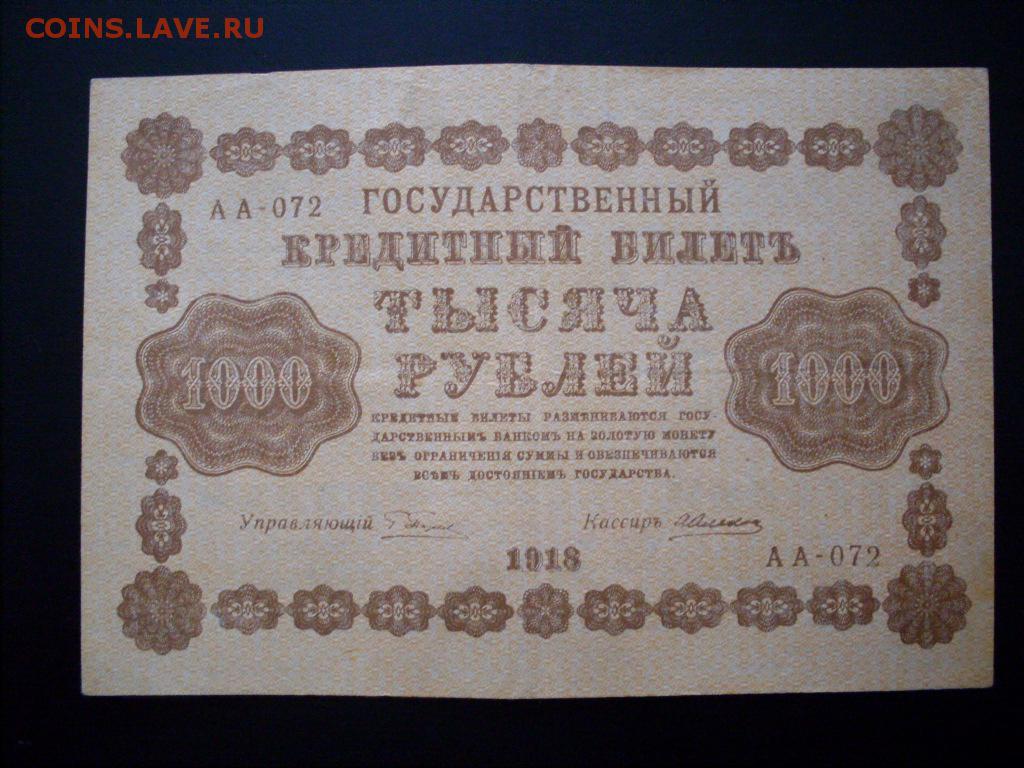 COINS.LAVE.RU
АА-072
ГОСУДАРСТВЕННЫЙ
КРЕДИТНЫЙ БИЛЕТЪ
ТЫСЯЧА
РУБЛЕЙ
1000
1000
КРЕДИТНЫЕ БИЛЕТЫ РАЗМѢНИВАЮТСЯ ГОСУ-
ДАРСТВЕННЫМЪ БАНКОМЪ НА ЗОЛОТУЮ МОНЕТУ
БЕЗЪ ОГРАНИЧЕНІЯ СУММЫ И ОБЕЗПЕЧИВАЮТСЯ
ВСѢМЪ ДОСТОЯНІЕМЪ ГОСУДАРСТВА.
Управляющій
Кассиръ
1918
АА-072